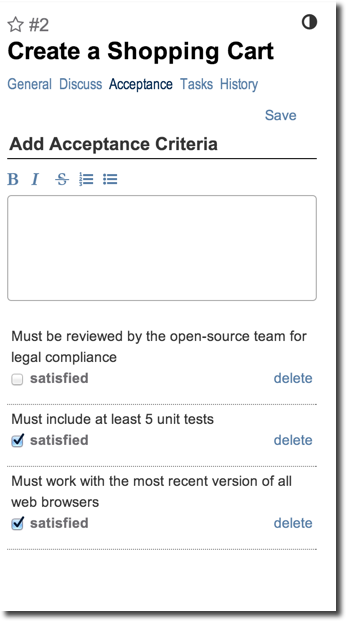 #2
Create a Shopping Cart
General Discuss Acceptance Tasks History
Save
Add Acceptance Criteria
B I S
Must be reviewed by the open-source team for
legal compliance
satisfied delete
Must include at least 5 unit tests
satisfied delete
Must work with the most recent version of all
web browsers
satisfied delete